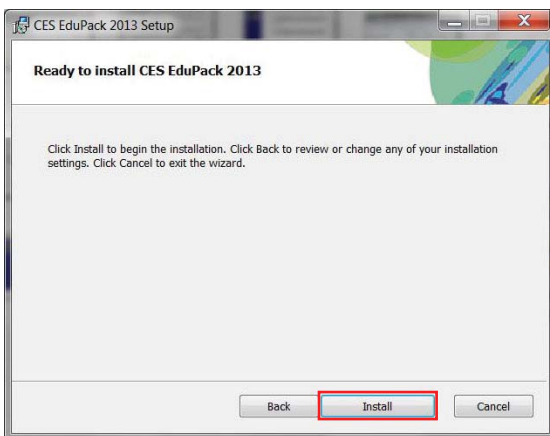 CES EduPack 2013 Setup
Ready to install CES EduPack 2013
Click Install to begin the installation. Click Back to review or change any of your installation
settings. Click Cancel to exit the wizard.
Back Install Cancel